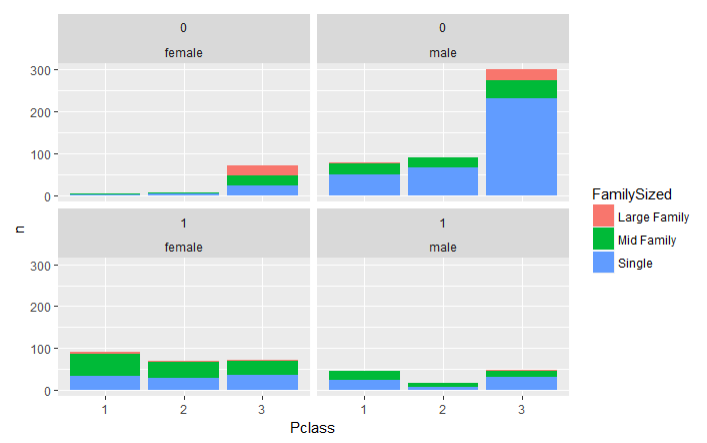 0
0
female
male
300
200
100
0
1
1
female
male
300
200
100
0
1
2
3
1
2
3
Pclass
n
FamilySized
Large Family
Mid Family
Single